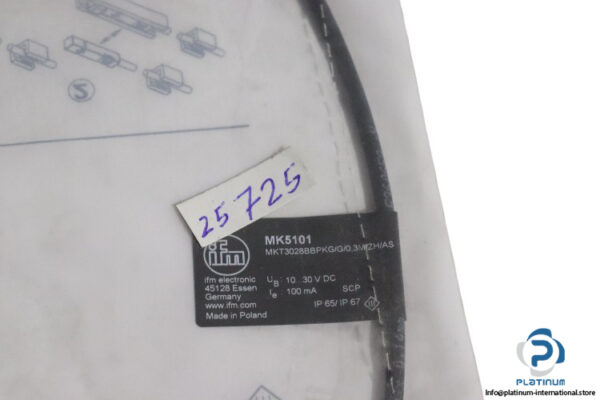 S
25725
ifm
MK5101
MKT3028BBPKG/G/0,3M/ZH/AS
ifm electronic
45128 Essen
Germany
www.ifm.com
Made in Poland
UB: 10...30 V DC
Ie: 100 mA
SCP
IP 65/ IP 67
PLATINUM
Info@platinum-international.store